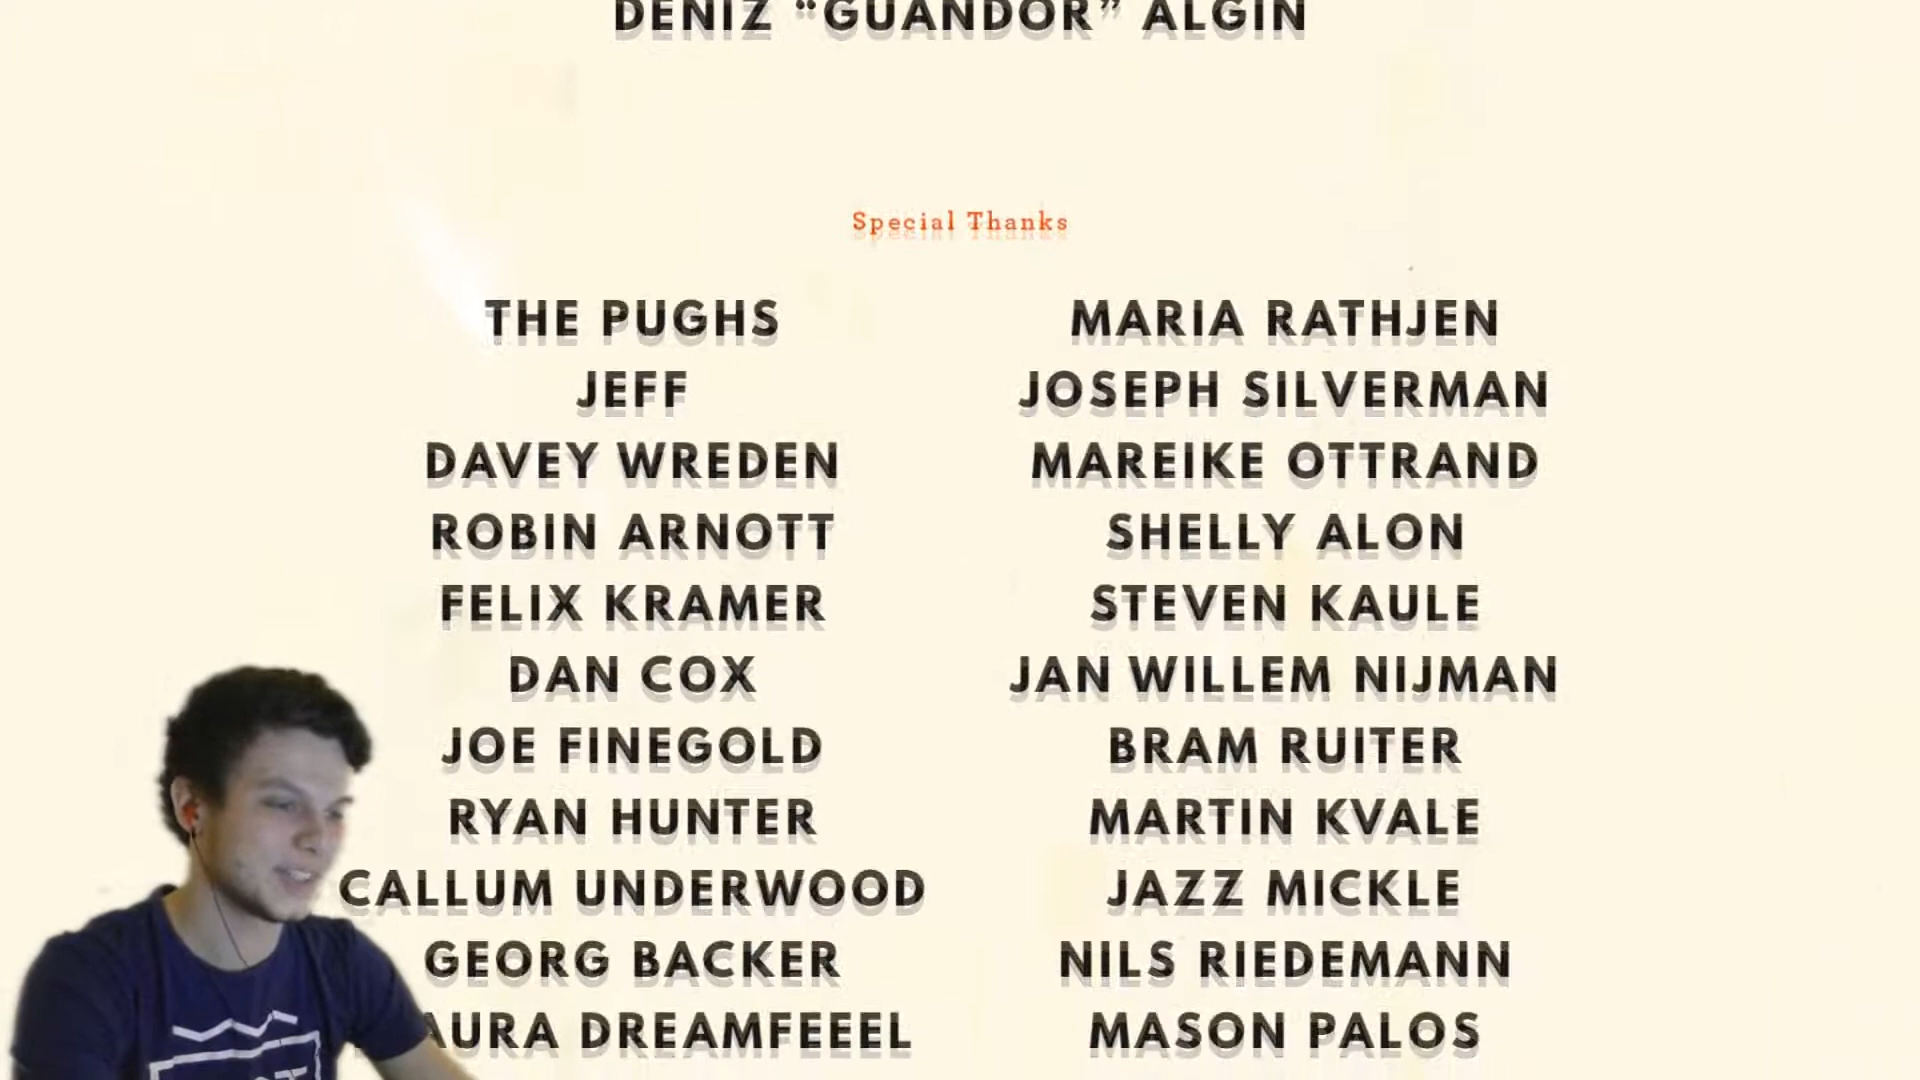 DENIZ “GUANDOR” ALGIN
Special Thanks
THE PUGHS
JEFF
DAVEY WREDEN
ROBIN ARNOTT
FELIX KRAMER
DAN COX
JOE FINEGOLD
RYAN HUNTER
CALLUM UNDERWOOD
GEORG BACKER
DREAMFEEEL
MARIA RATHJEN
JOSEPH SILVERMAN
MAREIKE OTTRAND
SHELLY ALON
STEVEN KAULE
JAN WILLEM NIJMAN
BRAM RUITER
MARTIN KVALE
JAZZ MICKLE
NILS RIEDEMANN
MASON PALOS